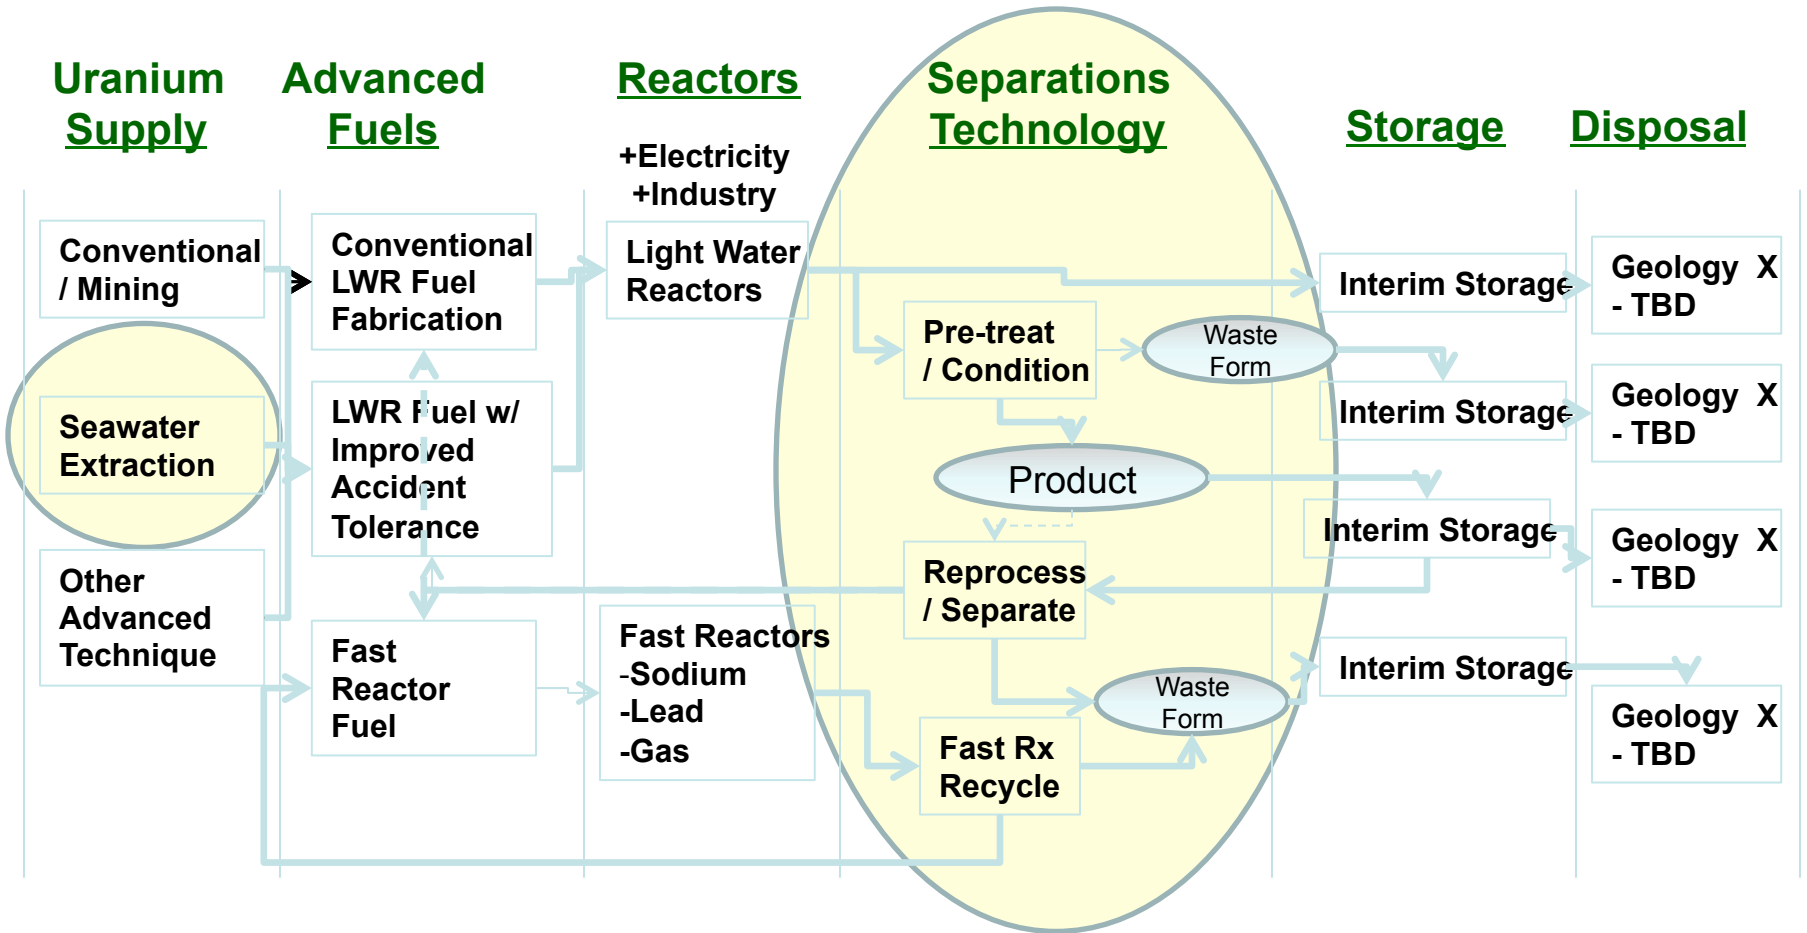 Uranium
Supply
Advanced
Fuels
Reactors
+Electricity
+Industry
Separations
Technology
Storage
Disposal
Conventional
/ Mining
Seawater
Extraction
Other
Advanced
Technique
Conventional
LWR Fuel
Fabrication
LWR Fuel w/
Improved
Accident
Tolerance
Fast
Reactor
Fuel
Light Water
Reactors
Fast Reactors
-Sodium
-Lead
-Gas
Pre-treat
/ Condition
Waste
Form
Product
Reprocess
/ Separate
Waste
Form
Fast Rx
Recycle
Interim Storage
Interim Storage
Interim Storage
Interim Storage
Geology X
- TBD
Geology X
- TBD
Geology X
- TBD
Geology X
- TBD